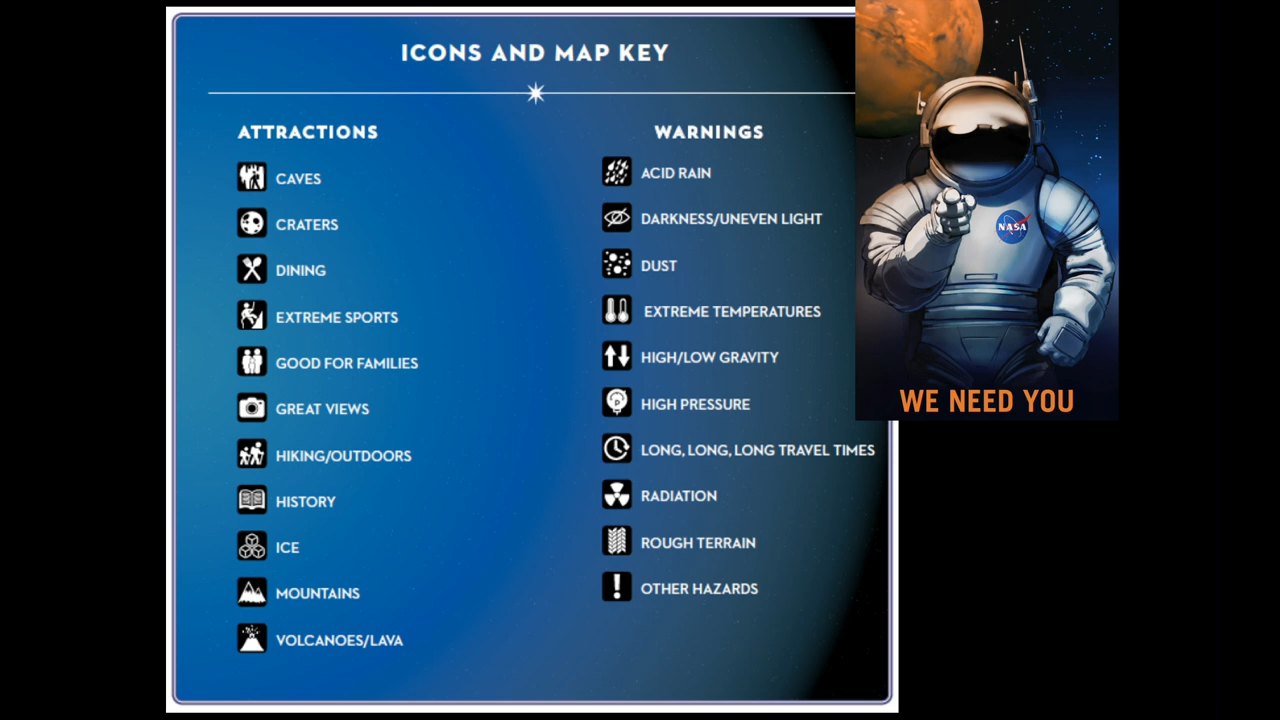 ICONS AND MAP KEY
ATTRACTIONS
CAVES
CRATERS
DINING
EXTREME SPORTS
GOOD FOR FAMILIES
GREAT VIEWS
HIKING/OUTDOORS
HISTORY
ICE
MOUNTAINS
VOLCANOES/LAVA
WARNINGS
ACID RAIN
DARKNESS/UNEVEN LIGHT
DUST
EXTREME TEMPERATURES
HIGH/LOW GRAVITY
P
HIGH PRESSURE
LONG, LONG, LONG TRAVEL TIMES
RADIATION
ROUGH TERRAIN
!
OTHER HAZARDS
NASA
WE NEED YOU